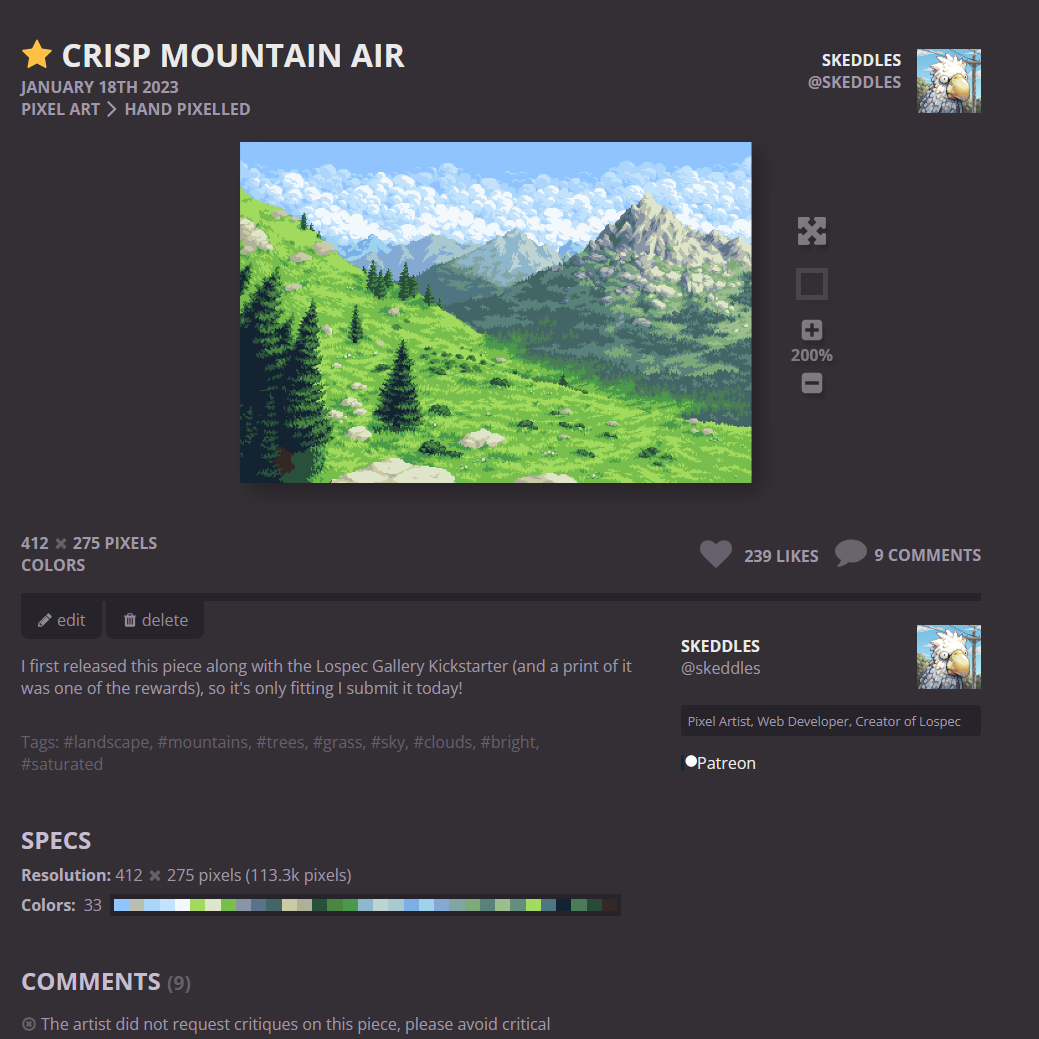 CRISP MOUNTAIN AIR
JANUARY 18TH 2023
PIXEL ART > HAND PIXELLED
SKEDDLES
@SKEDDLES
200%
412 × 275 PIXELS
COLORS
239 LIKES
9 COMMENTS
edit
delete
I first released this piece along with the Lospec Gallery Kickstarter (and a print of it
was one of the rewards), so it's only fitting I submit it today!
Tags: #landscape, #mountains, #trees, #grass, #sky, #clouds, #bright,
#saturated
SKEDDLES
@skeddles
Pixel Artist, Web Developer, Creator of Lospec
Patreon
SPECS
Resolution: 412 × 275 pixels (113.3k pixels)
Colors: 33
COMMENTS (9)
The artist did not request critiques on this piece, please avoid critical